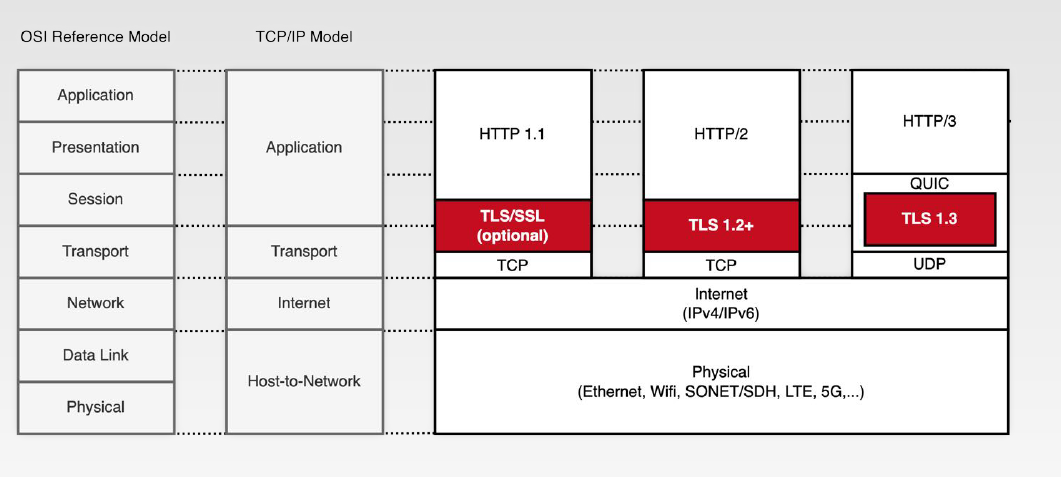 OSI Reference Model
TCP/IP Model
Application
Presentation
Session
Transport
Network
Data Link
Physical
Application
Transport
Internet
Host-to-Network
HTTP 1.1
TLS/SSL
(optional)
TCP
HTTP/2
TLS 1.2+
TCP
HTTP/3
QUIC
TLS 1.3
UDP
Internet
(IPv4/IPv6)
Physical
(Ethernet, Wifi, SONET/SDH, LTE, 5G,...)